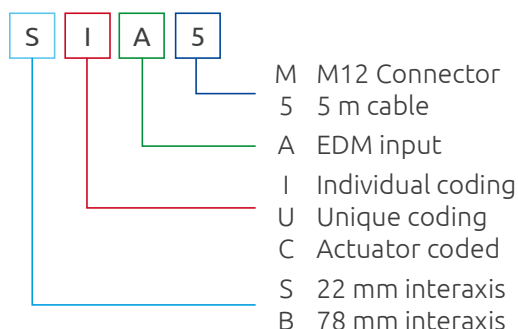 S I A 5
M M12 Connector
5 5 m cable
A EDM input
I Individual coding
U Unique coding
C Actuator coded
S 22 mm interaxis
B 78 mm interaxis